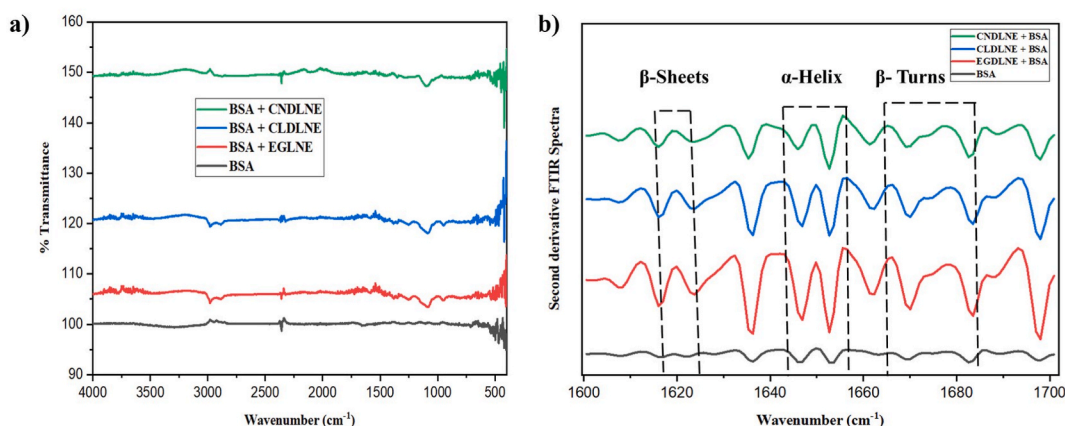 a)
160
150
140
130
120
110
100
90
% Transmittance
BSA + CNDLNE
BSA + CLDLNE
BSA + EGLNE
BSA
4000 3500 3000 2500 2000 1500 1000 500
Wavenumber (cm-1)
b)
CNDLNE + BSA
CLDLNE + BSA
EGDLNE + BSA
BSA
β-Sheets
α-Helix
β- Turns
Second derivative FTIR Spectra
1600 1620 1640 1660 1680 1700
Wavenumber (cm-1)